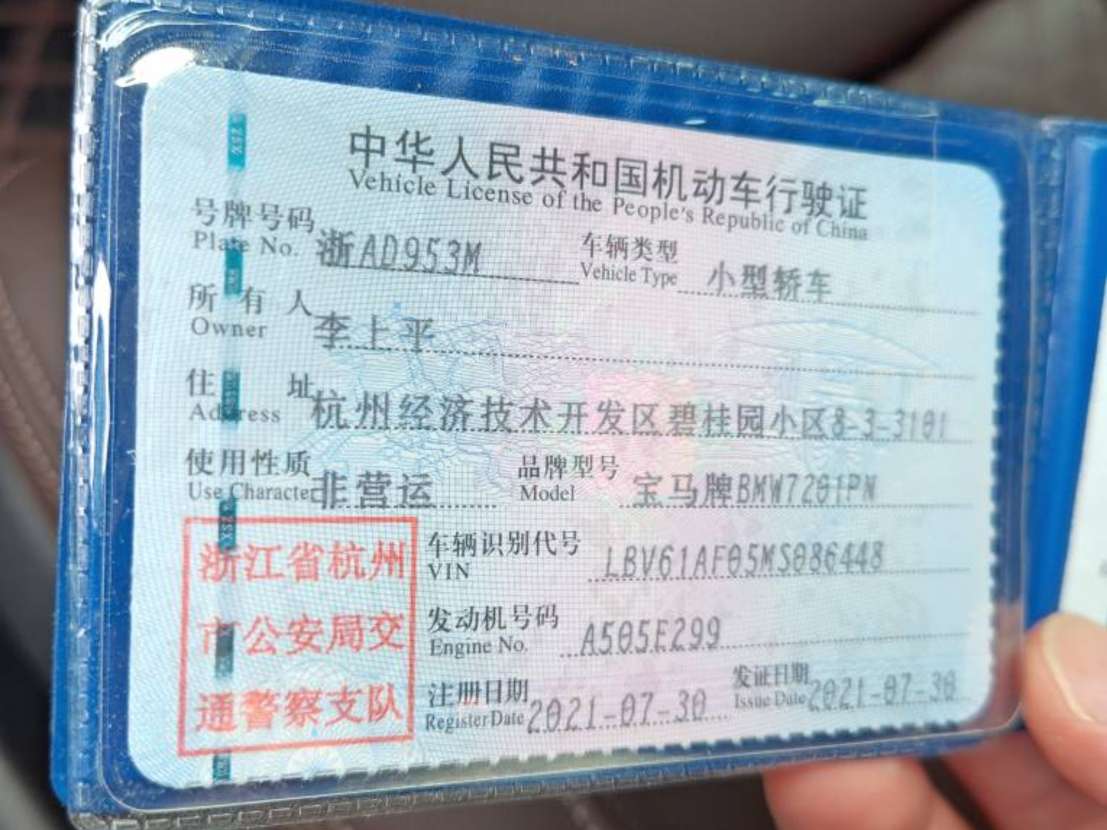 中华人民共和国机动车行驶证
Vehicle License of the People's Republic of China
号牌号码 浙AD953M 车辆类型 小型轿车
Plate No. Vehicle Type
所有人 李上平
Owner
住址 杭州经济技术开发区碧桂园小区8-3-3101
Address
使用性质 非营运 品牌型号 宝马牌BMW7201PN
Use Character Model
浙江省杭州
市公安局交
通警察支队
车辆识别代号 LBV61AF05MS086448
VIN
发动机号码 A505E299
Engine No.
注册日期 2021-07-30 发证日期 2021-07-30
Register Date Issue Date